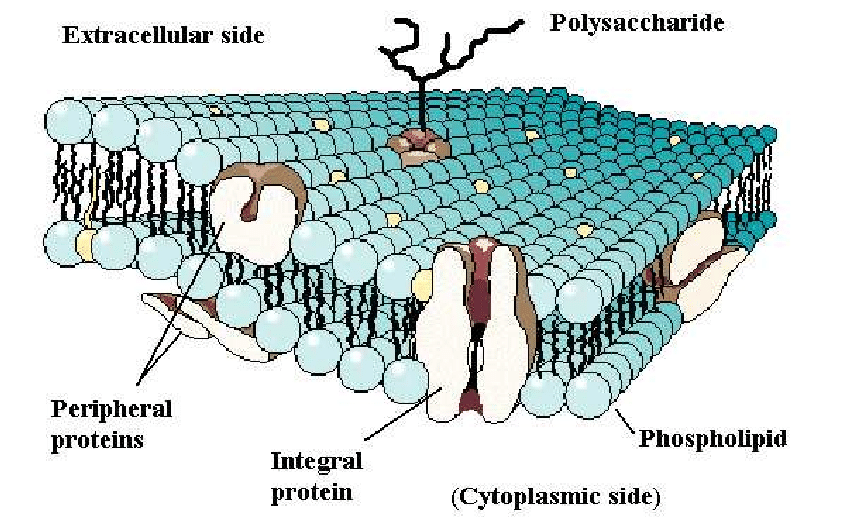 Extracellular side
Polysaccharide
Peripheral
proteins
Integral
protein
Phospholipid
(Cytoplasmic side)